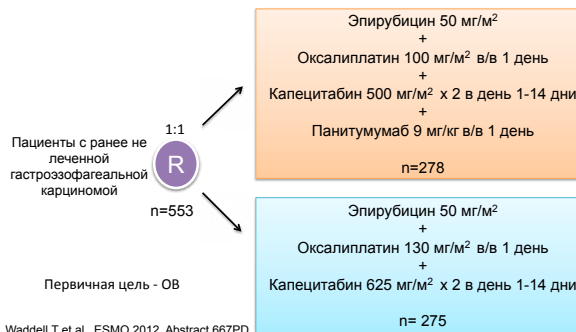 Эпирубицин 50 мг/м²
+
Оксалиплатин 100 мг/м² в/в 1 день
+
Капецитабин 500 мг/м² х 2 в день 1-14 дни
+
Панитумумаб 9 мг/кг в/в 1 день
n=278
1:1
R
Пациенты с ранее не
леченной
гастроэзофагеальной
карциномой
n=553
Эпирубицин 50 мг/м²
+
Оксалиплатин 130 мг/м² в/в 1 день
+
Капецитабин 625 мг/м² х 2 в день 1-14 дни
n= 275
Первичная цель - ОВ
Waddell T et al., ESMO 2012, Abstract 667PD